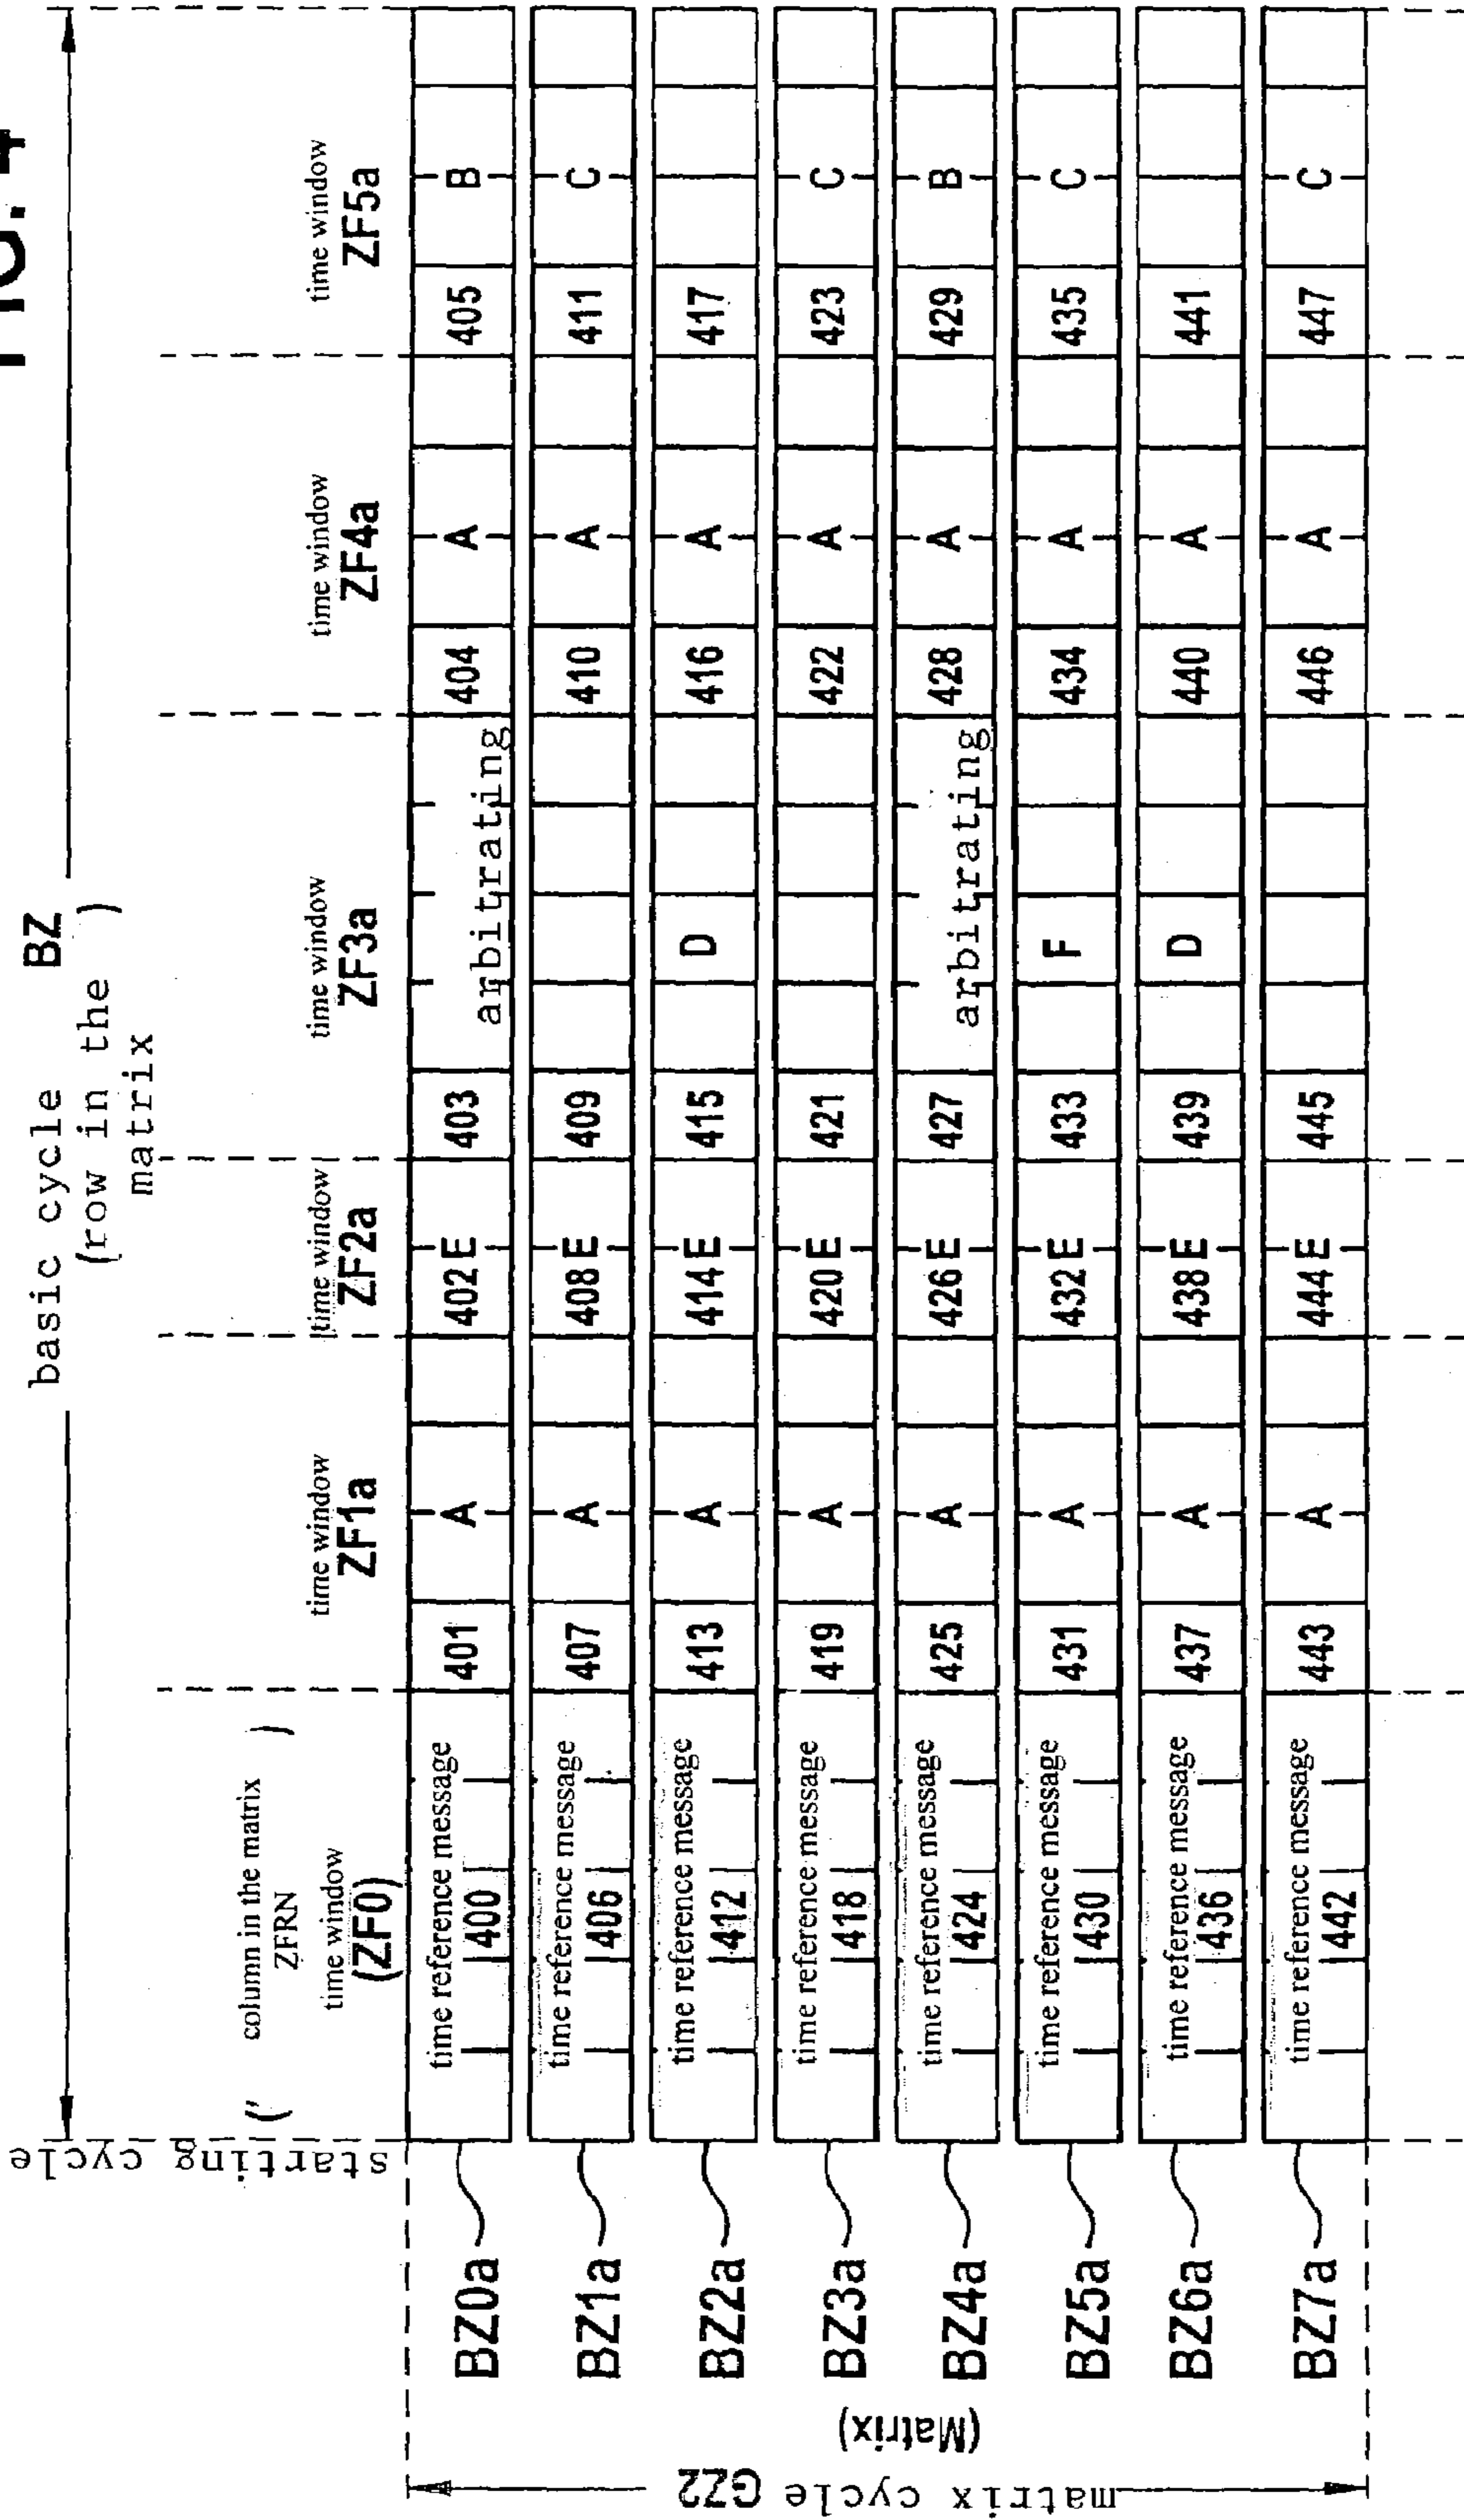 FIG. 4
basic cycle BZ
(row in the )
matrix
starting cycle
( column in the matrix )
ZFRN
time window
(ZF0)
time window
ZF1a
time window
ZF2a
time window
ZF3a
time window
ZF4a
time window
ZF5a
BZ0a time reference message 400 401 A 402 E 403 arbitrating 404 A 405 B
BZ1a time reference message 406 407 A 408 E 409 410 A 411 C
BZ2a time reference message 412 413 A 414 E 415 D 416 A 417
BZ3a time reference message 418 419 A 420 E 421 422 A 423 C
BZ4a time reference message 424 425 A 426 E 427 arbitrating 428 A 429 B
BZ5a time reference message 430 431 A 432 E 433 F 434 A 435 C
BZ6a time reference message 436 437 A 438 E 439 D 440 A 441
BZ7a time reference message 442 443 A 444 E 445 446 A 447 C
matrix cycle GZ2
(Matrix)